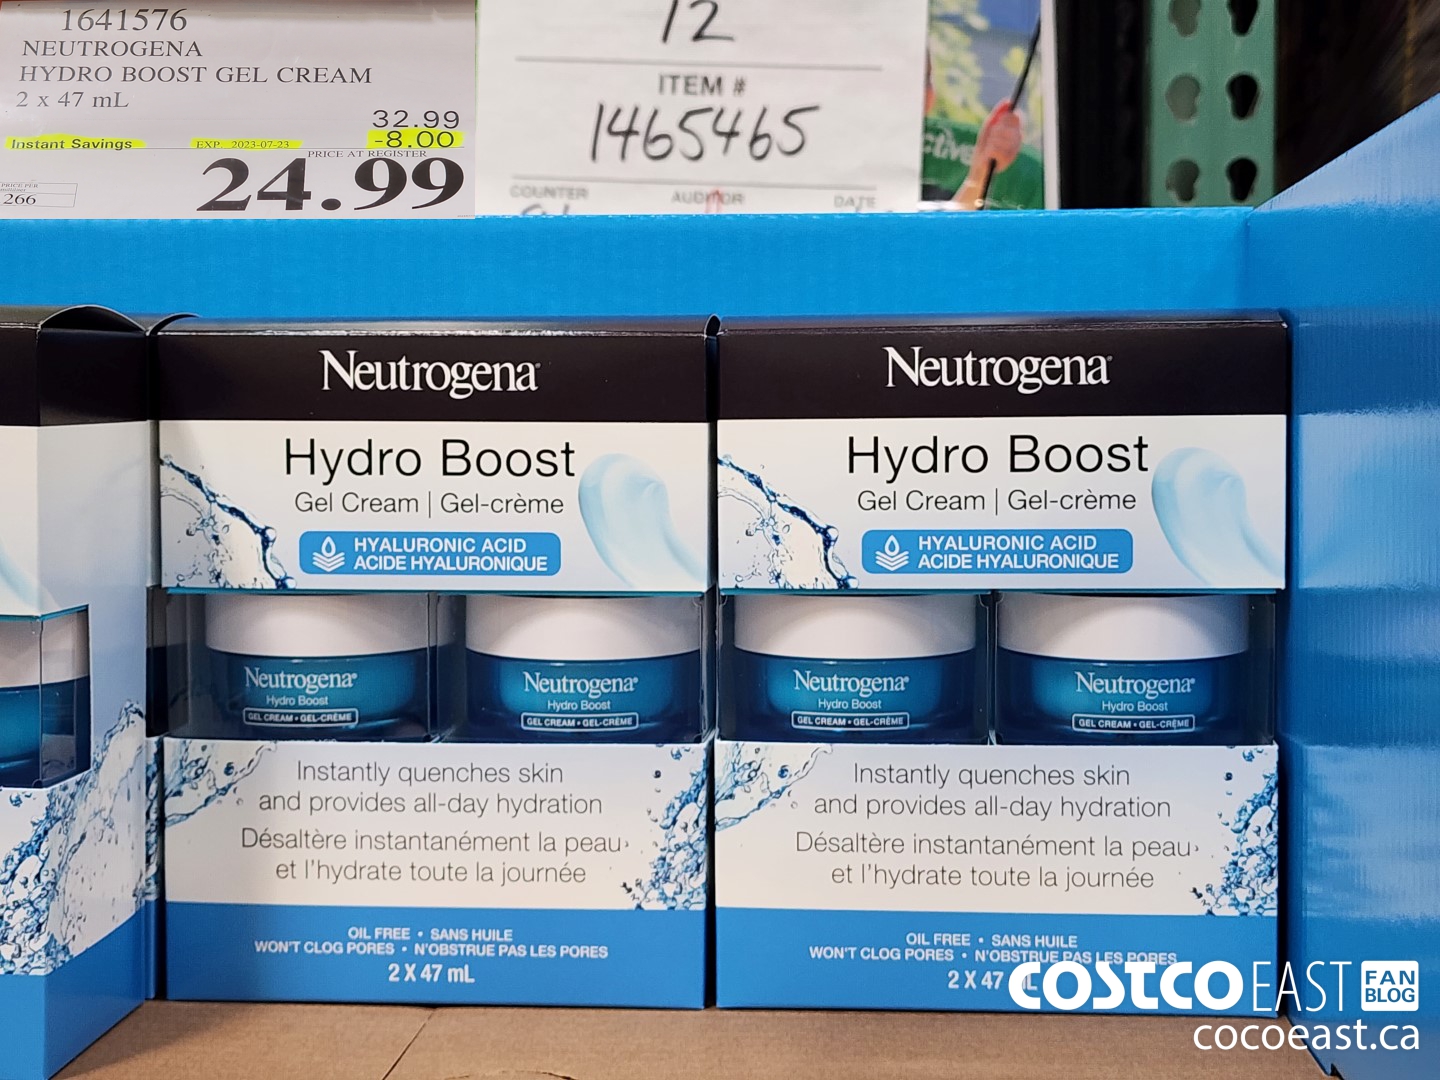 1641576
NEUTROGENA
HYDRO BOOST GEL CREAM
2 x 47 mL
32.99
Instant Savings EXP. 2023-07-23 -8.00
PRICE AT REGISTER
24.99
PRICE PER
266
12
ITEM #
1465465
COUNTER AUDITOR DATE
ctive
Neutrogena
Hydro Boost
Gel Cream | Gel-crème
HYALURONIC ACID
ACIDE HYALURONIQUE
Neutrogena®
Hydro Boost
GEL CREAM • GEL-CRÈME
Neutrogena®
Hydro Boost
GEL CREAM • GEL-CRÈME
Instantly quenches skin
and provides all-day hydration
Désaltère instantanément la peau
et l'hydrate toute la journée
OIL FREE • SANS HUILE
WON'T CLOG PORES • N'OBSTRUE PAS LES PORES
2 X 47 mL
Neutrogena
Hydro Boost
Gel Cream | Gel-crème
HYALURONIC ACID
ACIDE HYALURONIQUE
Neutrogena®
Hydro Boost
GEL CREAM • GEL-CRÈME
Neutrogena®
Hydro Boost
GEL CREAM • GEL-CRÈME
Instantly quenches skin
and provides all-day hydration
Désaltère instantanément la peau
et l'hydrate toute la journée
OIL FREE • SANS HUILE
WON'T CLOG PORES • N'OBSTRUE PAS LES PORES
2 X 47 mL
COSTCO EAST FAN BLOG
cocoeast.ca